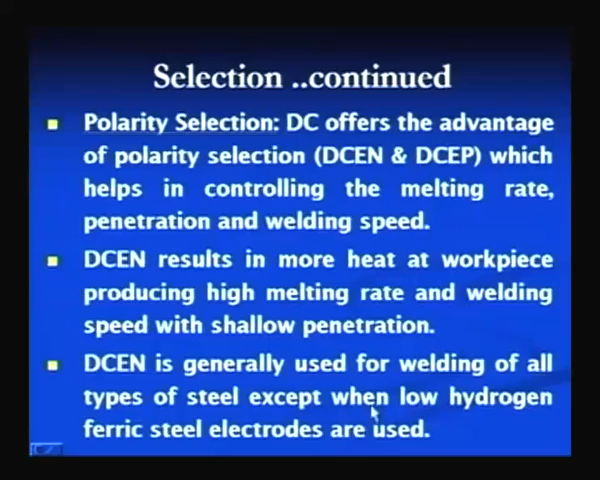 Selection ..continued
Polarity Selection: DC offers the advantage
of polarity selection (DCEN & DCEP) which
helps in controlling the melting rate,
penetration and welding speed.
DCEN results in more heat at workpiece
producing high melting rate and welding
speed with shallow penetration.
DCEN is generally used for welding of all
types of steel except when low hydrogen
ferric steel electrodes are used.